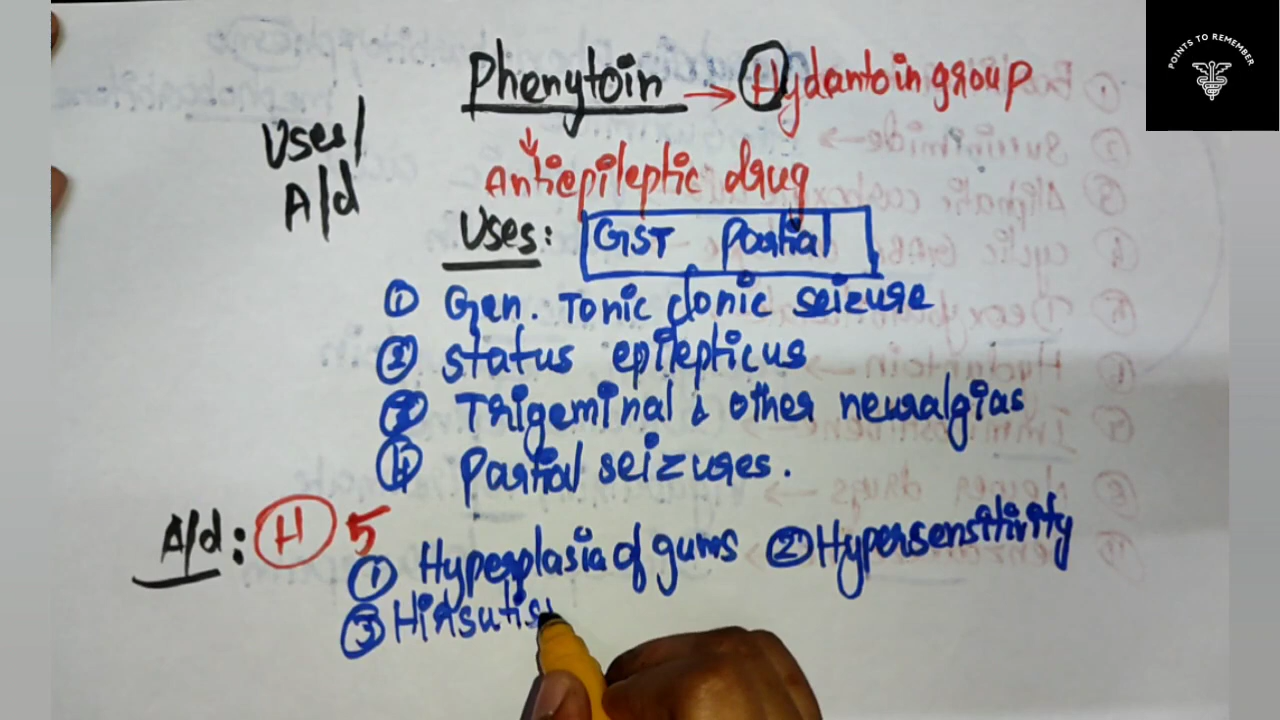 POINTS TO REMEMBER
Phenytoin → Hydantoin group
Uses/
A/d
Antiepileptic drug
Uses: GST Partial
① Gen. Tonic clonic seizure
② status epilepticus
③ Trigeminal & other neuralgias
④ Partial seizures.
A/d: H 5
① Hyperplasia of gums ② Hypersensitivity
③ Hirsutis